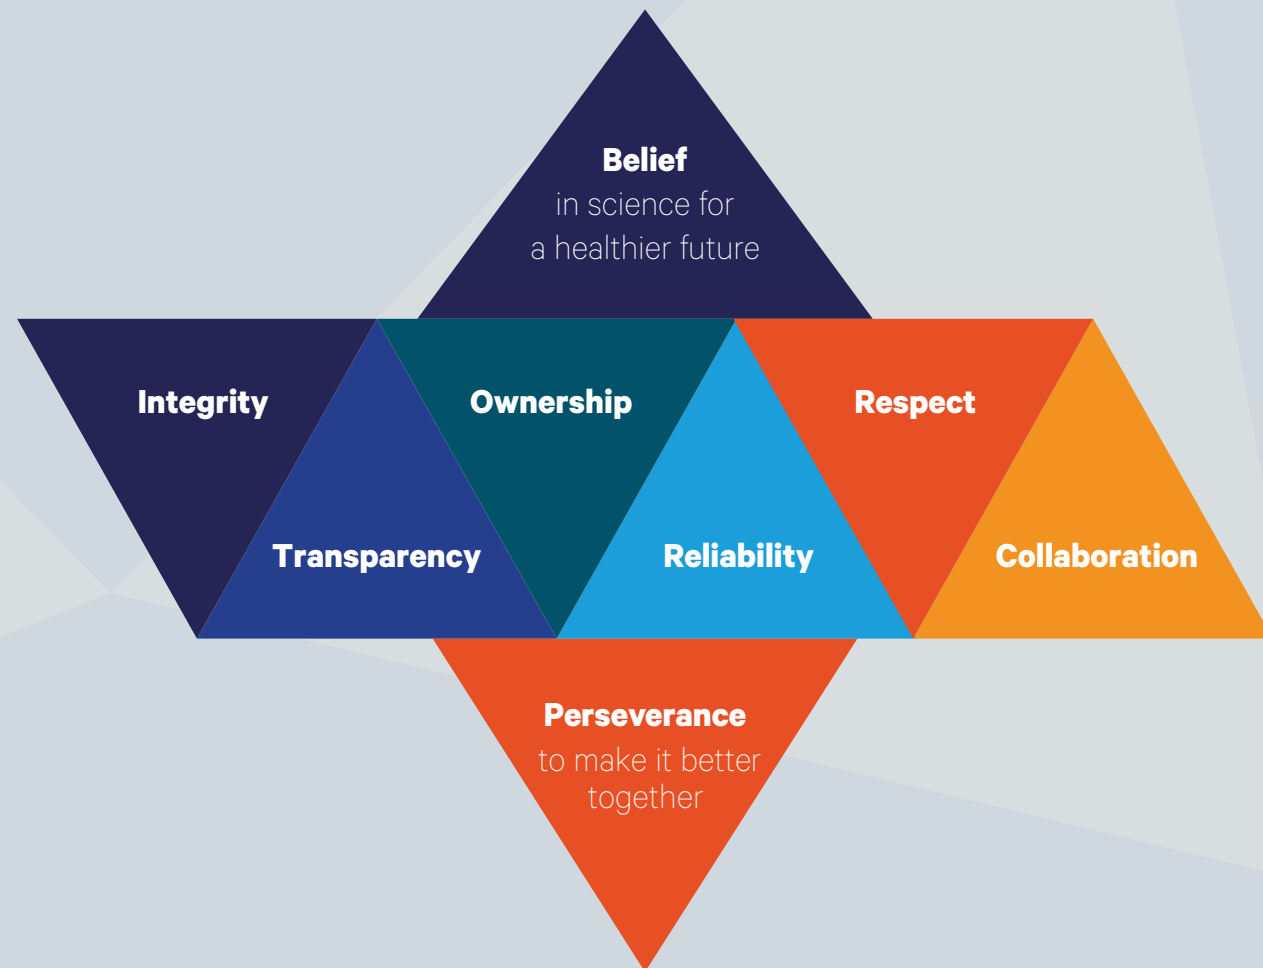 Belief
in science for
a healthier future
Integrity
Ownership
Respect
Transparency
Reliability
Collaboration
Perseverance
to make it better
together